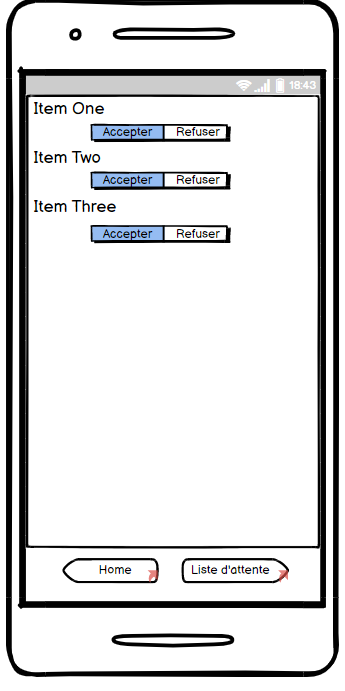 18:43
Item One
Accepter Refuser
Item Two
Accepter Refuser
Item Three
Accepter Refuser
Home Liste d'attente